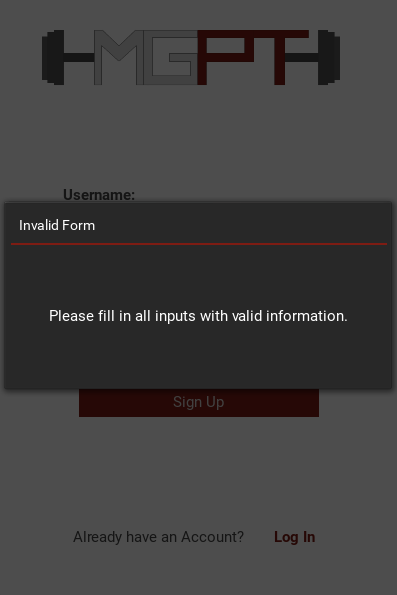 MGPT
Username:
Invalid Form
Please fill in all inputs with valid information.
Sign Up
Already have an Account? Log In